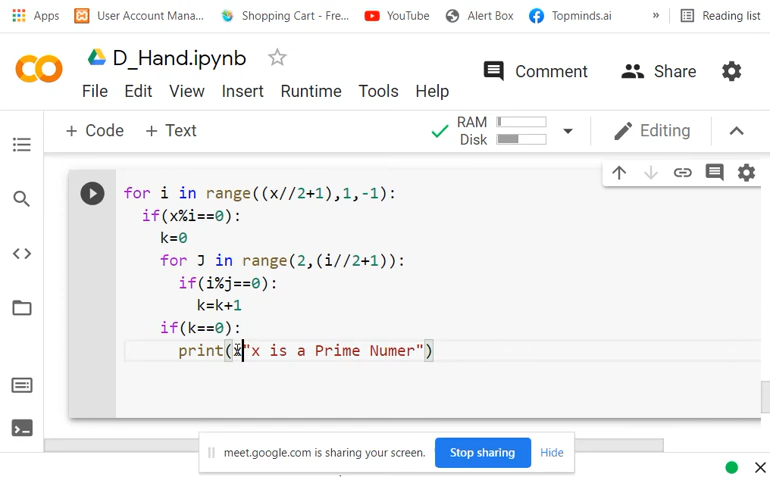 Apps User Account Mana... Shopping Cart - Fre... YouTube Alert Box Topminds.ai » Reading list
CO D_Hand.ipynb Comment Share
File Edit View Insert Runtime Tools Help
+ Code + Text RAM Disk Editing
for i in range((x//2+1),1,-1):
if(x%i==0):
k=0
for J in range(2,(i//2+1)):
if(i%j==0):
k=k+1
if(k==0):
print(x"x is a Prime Numer")
meet.google.com is sharing your screen. Stop sharing Hide